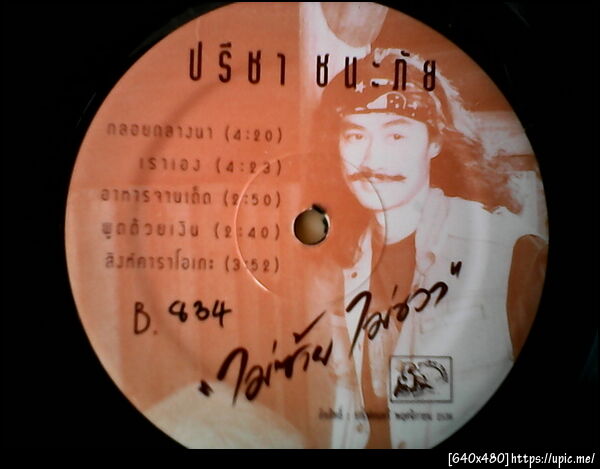 ปรีชา ชนะภัย
กลอยกลางนา (4:20)
เราเอง (4:23)
อาหารจานเด็ด (2:50)
พูดด้วยเงิน (2:40)
สิงห์คาราโอเกะ (3:52)
B. 834
"ไม่ซ้าย ไม่ขวา"
[640x480]https://upic.me/